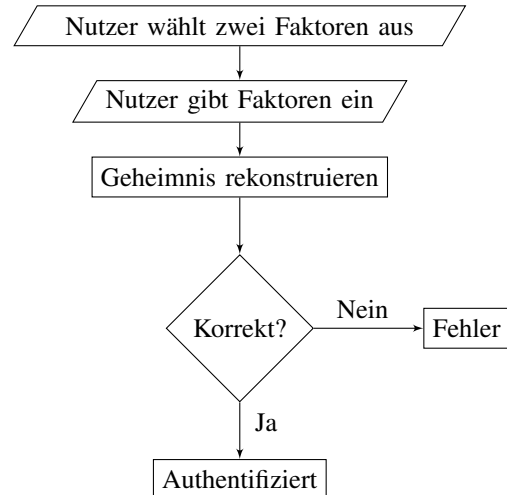 Nutzer wählt zwei Faktoren aus
Nutzer gibt Faktoren ein
Geheimnis rekonstruieren
Korrekt?
Nein
Fehler
Ja
Authentifiziert